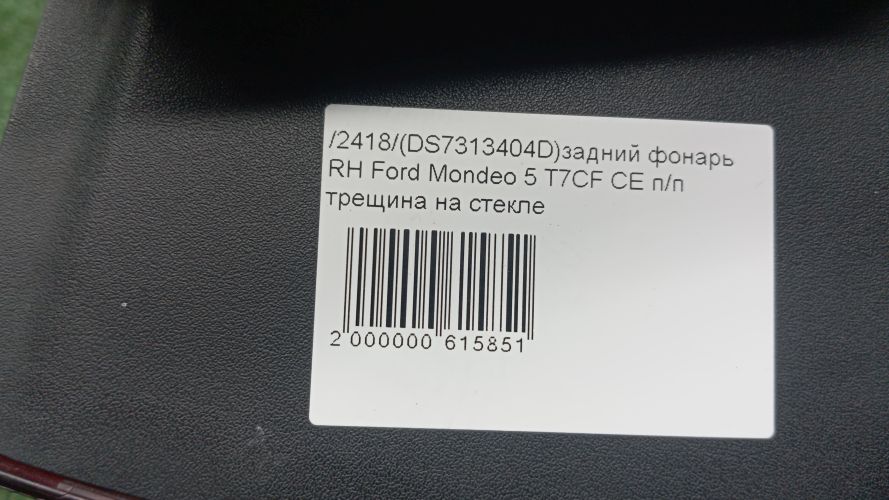 /2418/(DS7313404D)задний фонарь
RH Ford Mondeo 5 T7CF CE п/п
трещина на стекле
2 000000 615851